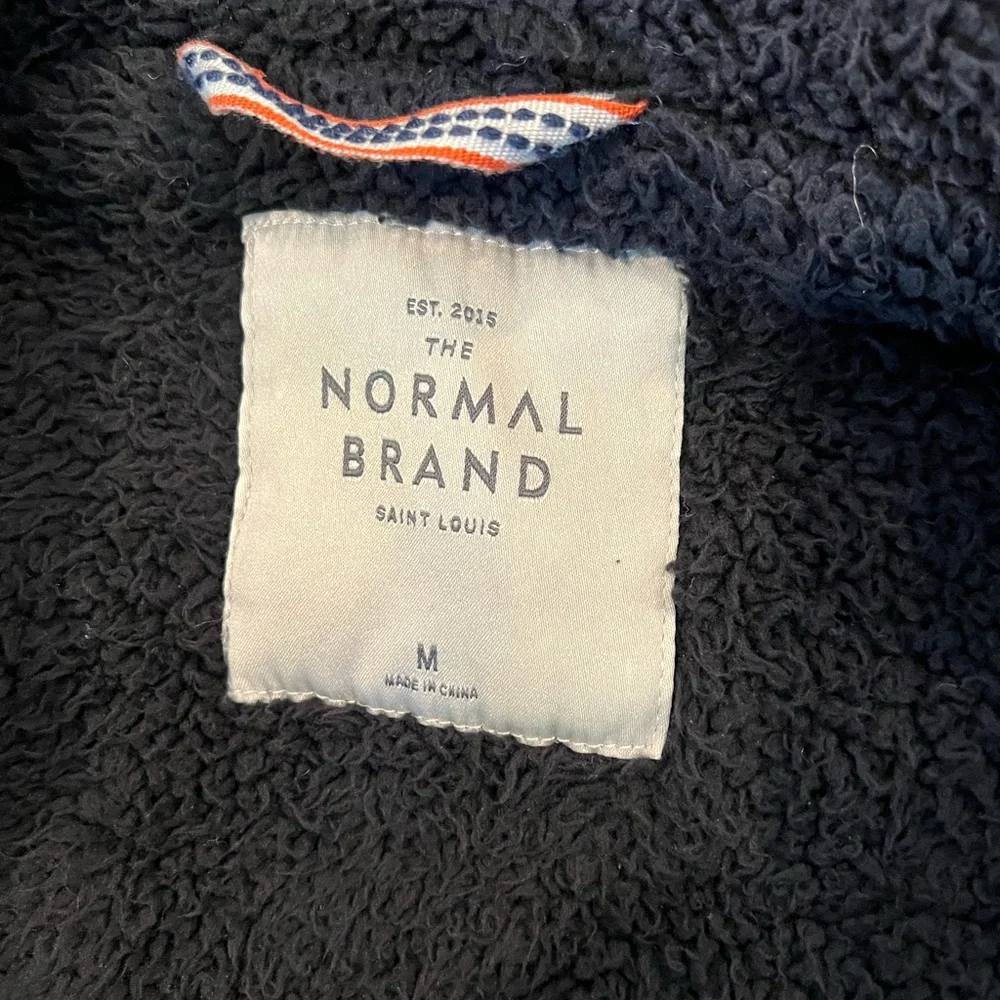 EST. 2015
THE
NORMAL
BRAND
SAINT LOUIS
M
MADE IN CHINA